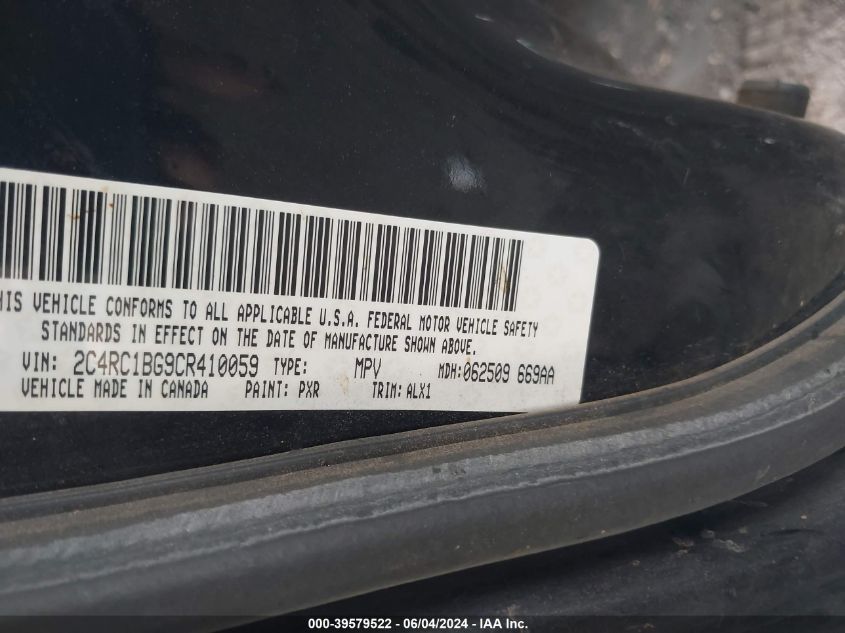 HIS VEHICLE CONFORMS TO ALL APPLICABLE U.S.A. FEDERAL MOTOR VEHICLE SAFETY
STANDARDS IN EFFECT ON THE DATE OF MANUFACTURE SHOWN ABOVE.
VIN: 2C4RC1BG9CR410059 TYPE: MPV MDH:062509 669AA
VEHICLE MADE IN CANADA PAINT: PXR TRIM: ALX1
000-39579522 - 06/04/2024 - IAA Inc.